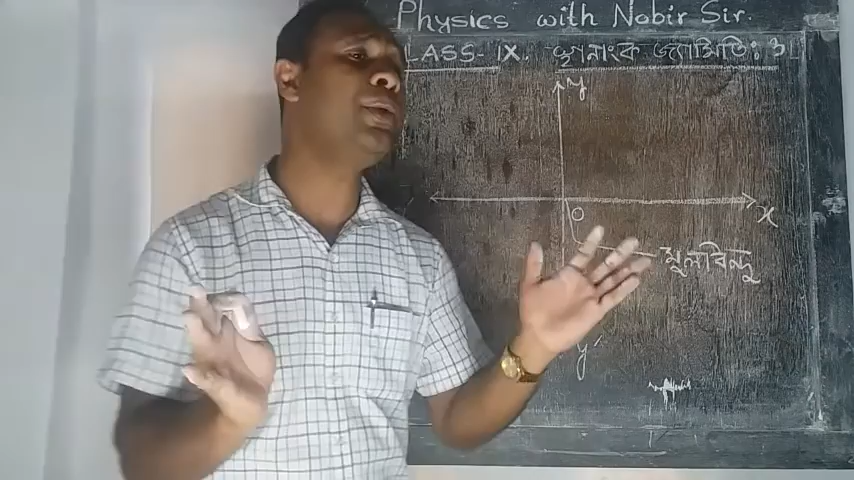 Physics with Nobir Sir.
CLASS-IX. স্থানাংক জ্যামিতি:
y
O
x
মূলবিন্দু
y'